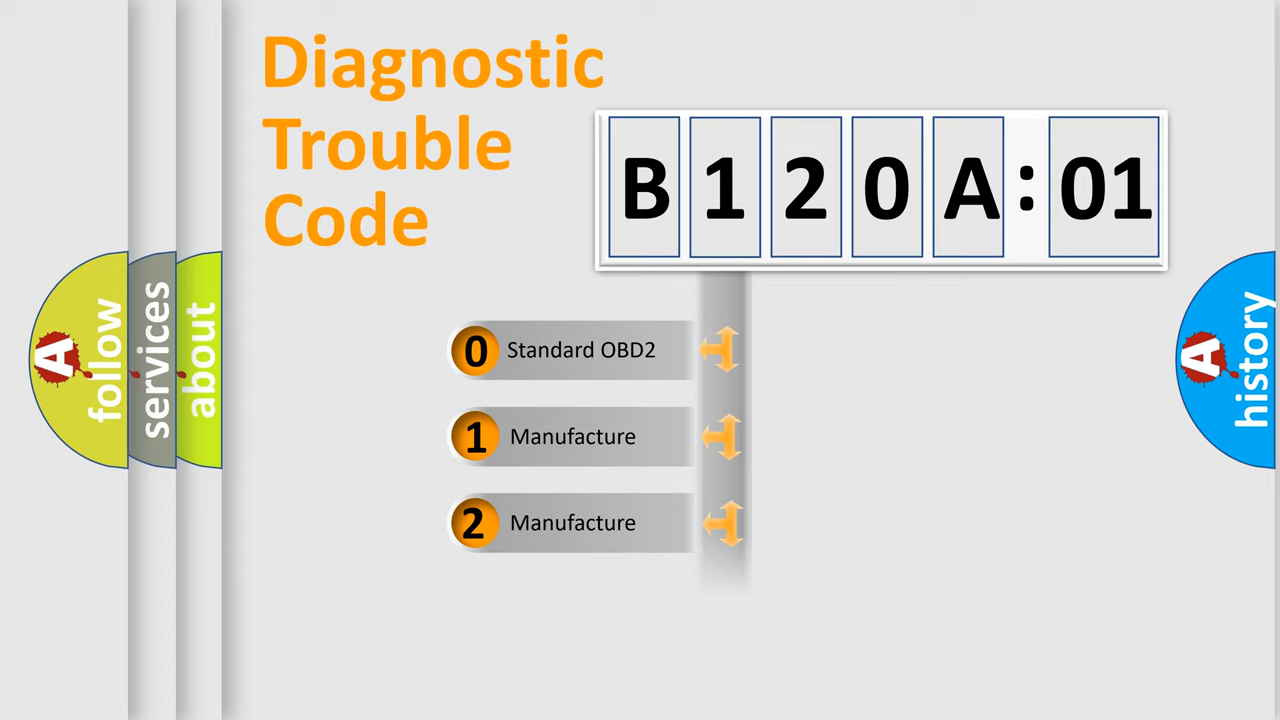 Diagnostic
Trouble
Code
B 1 2 0 A : 01
0 Standard OBD2
1 Manufacture
2 Manufacture
A follow
services
about
A history